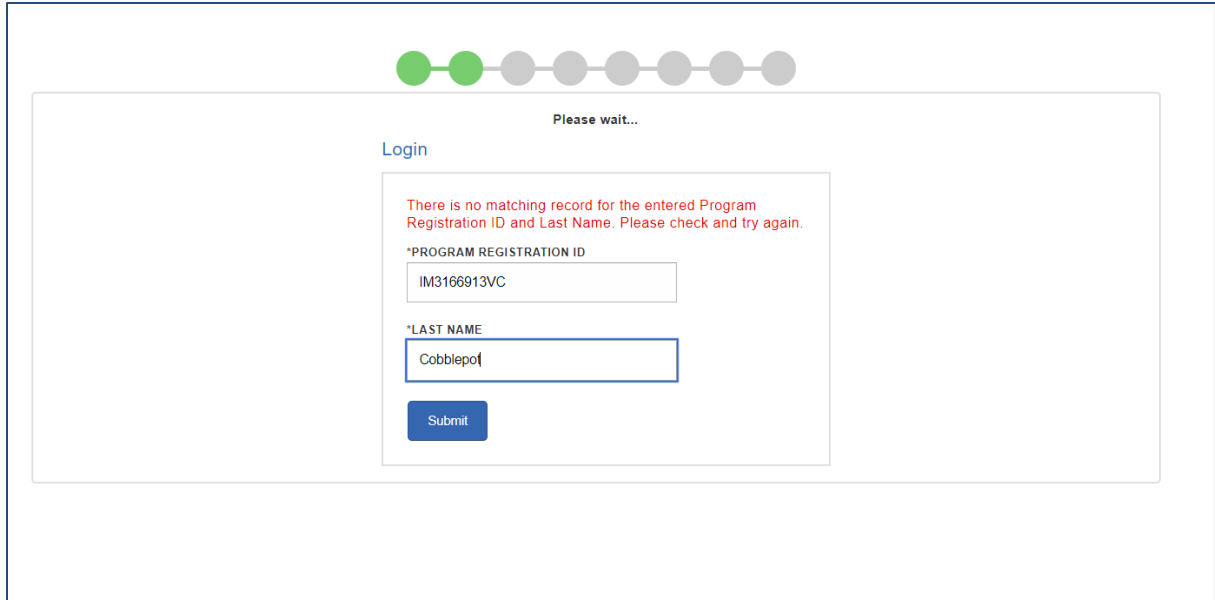 Please wait...
Login
There is no matching record for the entered Program
Registration ID and Last Name. Please check and try again.
*PROGRAM REGISTRATION ID
IM3166913VC
*LAST NAME
Cobblepot
Submit